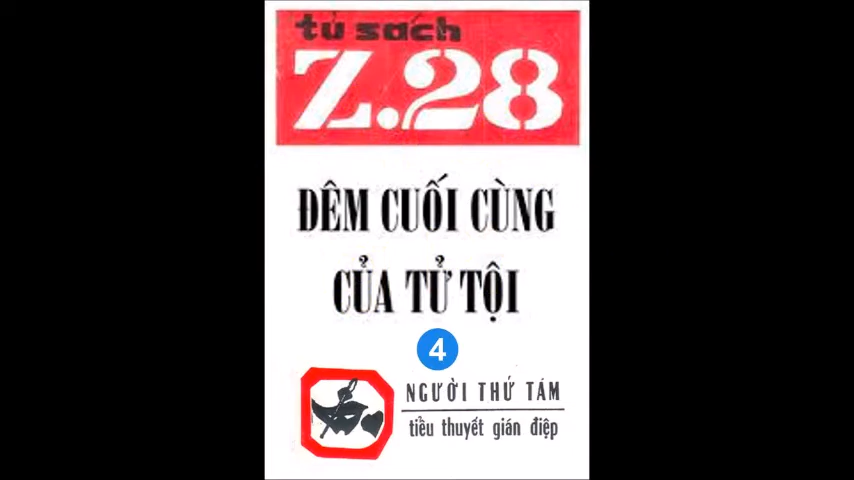 tủ sách
Z.28
ĐÊM CUỐI CÙNG
CỦA TỬ TỘI
4
NGƯỜI THỨ TÁM
tiểu thuyết gián điệp